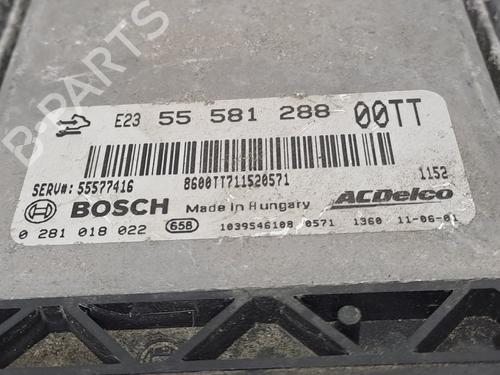 E23 55 581 288 00TT
SERV#: 55577416 8600TT711520571 1152
BOSCH Made in Hungary ACDelco
0 281 018 022 658 1039S46108 0571 1360 11-06-01
B-PARTS